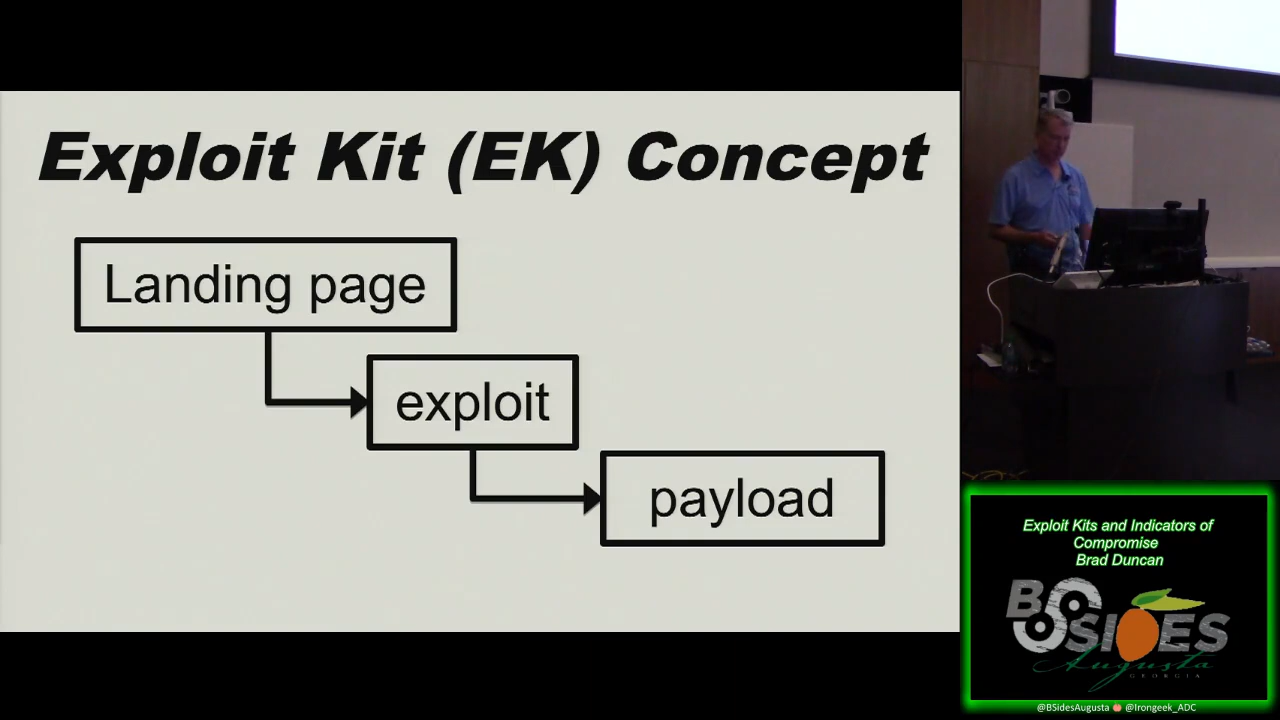 Exploit Kit (EK) Concept
Landing page
exploit
payload
Exploit Kits and Indicators of
Compromise
Brad Duncan
BSIDES
Augusta
GEORGIA
@BSidesAugusta @Irongeek_ADC